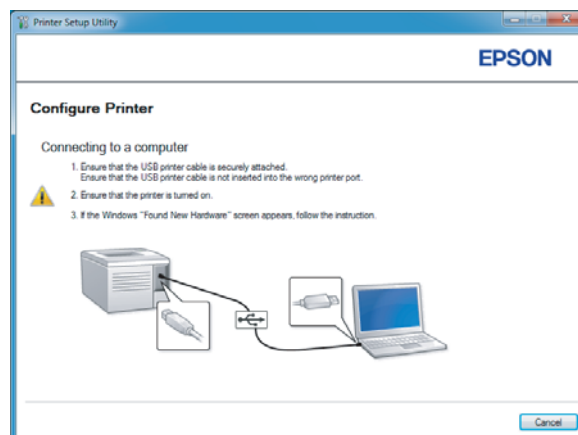 Printer Setup Utility
EPSON
Configure Printer
Connecting to a computer
1. Ensure that the USB printer cable is securely attached.
Ensure that the USB printer cable is not inserted into the wrong printer port.
2. Ensure that the printer is turned on.
3. If the Windows "Found New Hardware" screen appears, follow the instruction.
Cancel